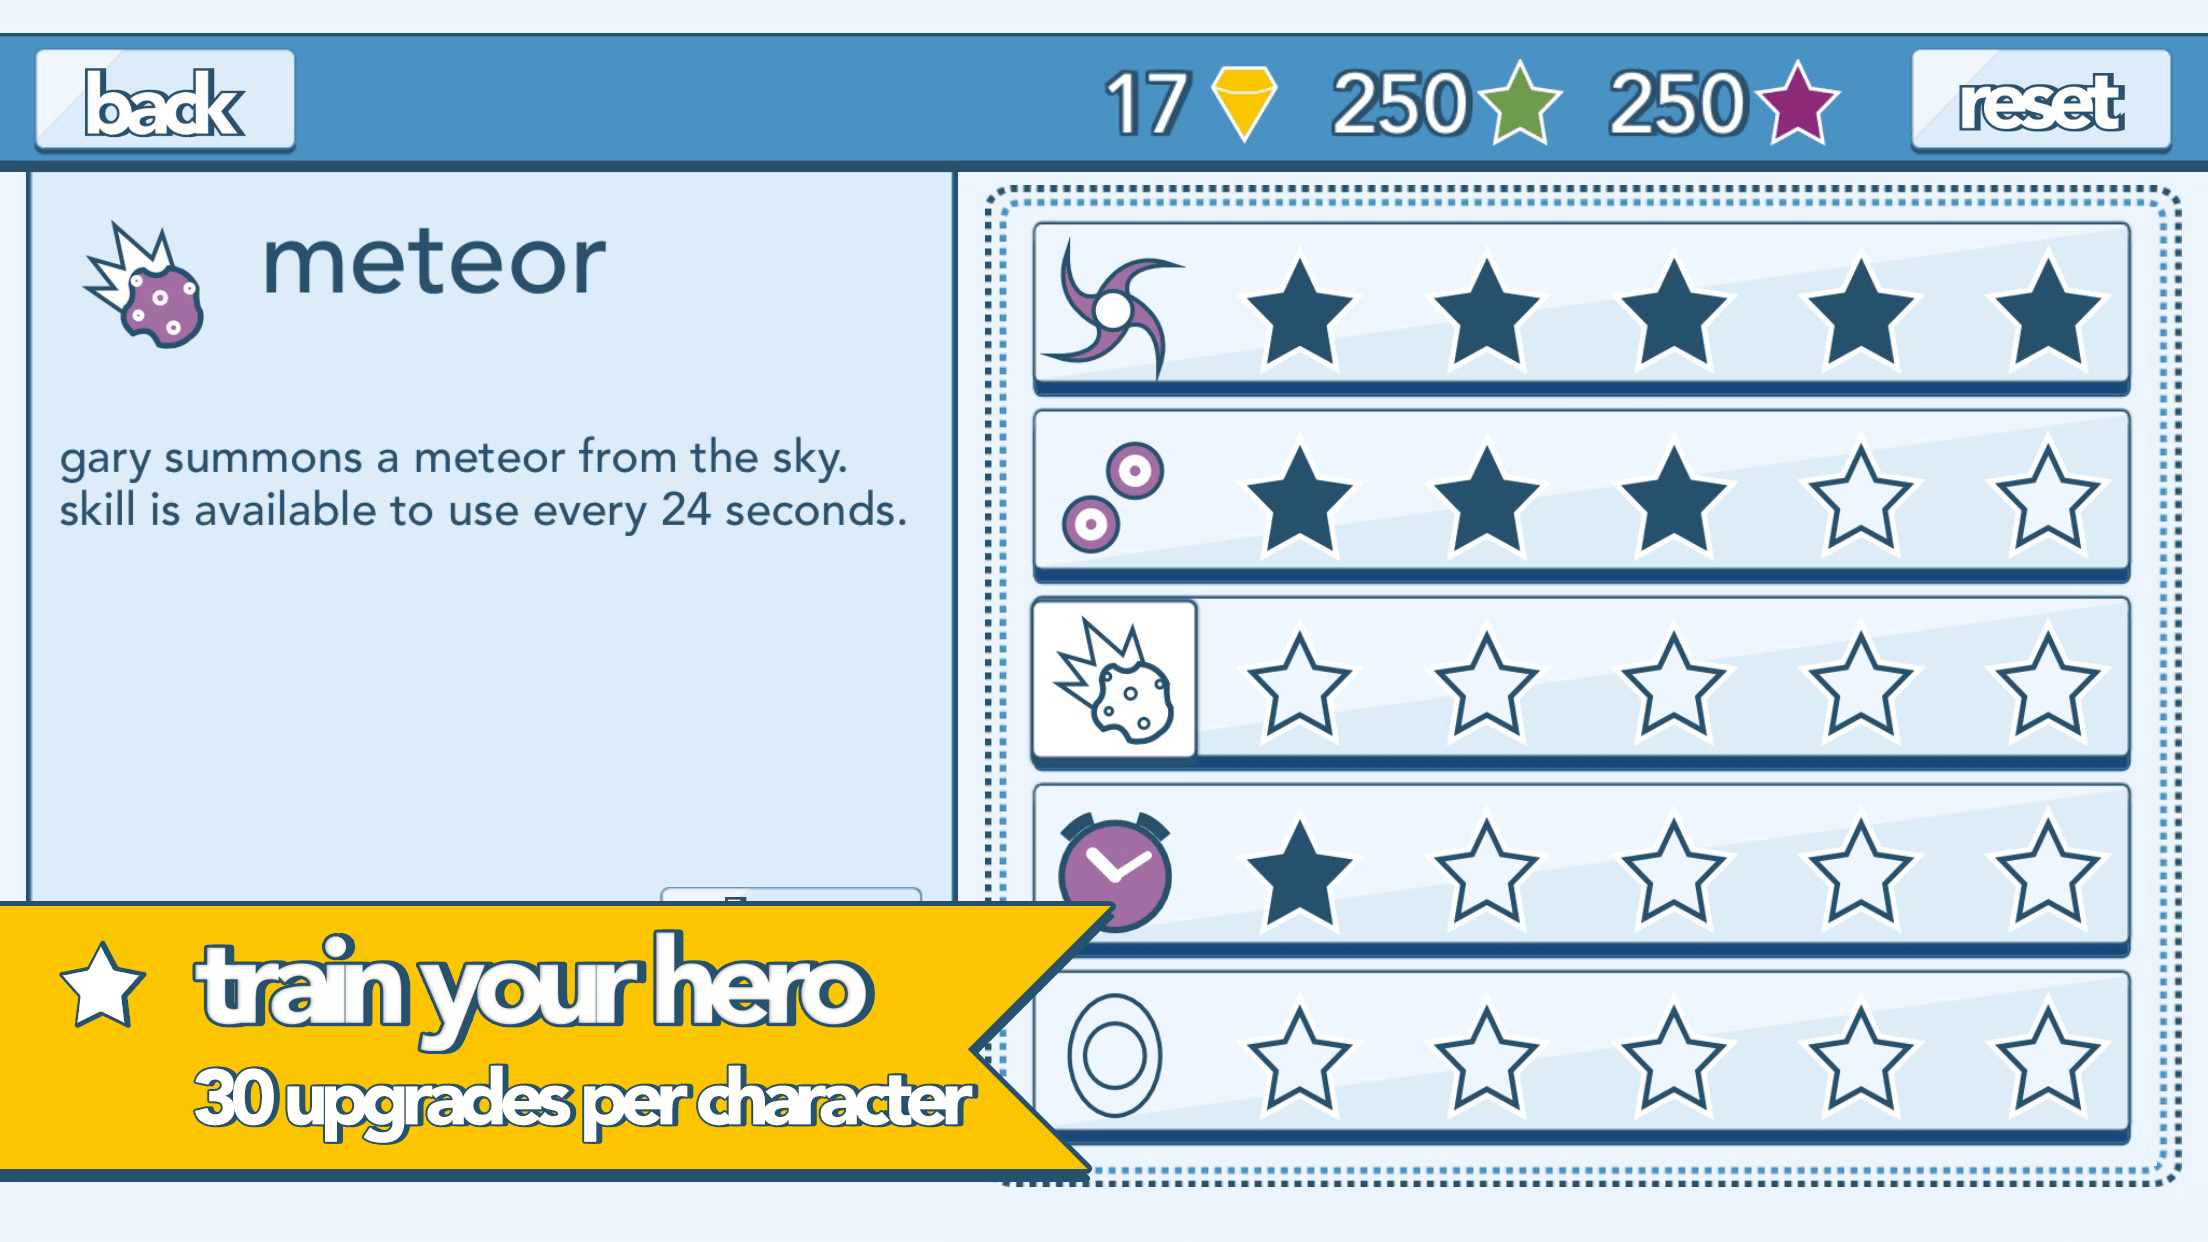 back
17 250 250
reset
meteor
gary summons a meteor from the sky.
skill is available to use every 24 seconds.
train your hero
30 upgrades per character